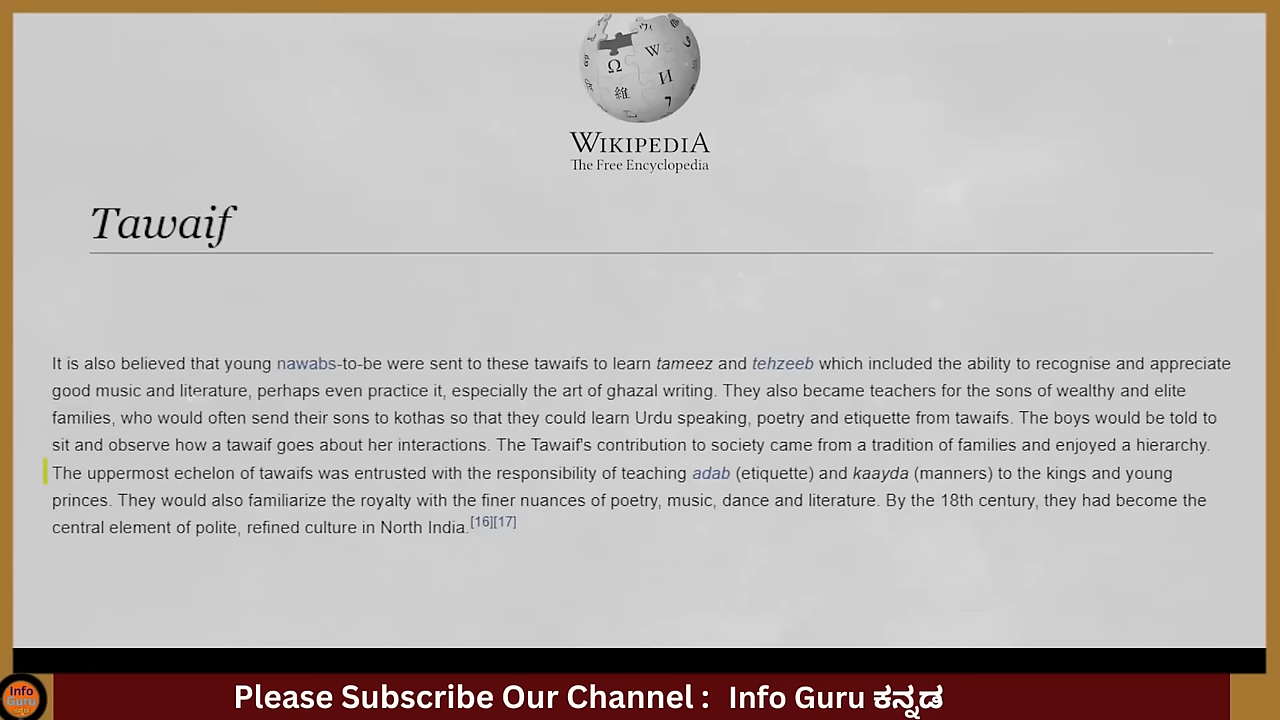 Ω
W
И
維
WIKIPEDIA
The Free Encyclopedia
Tawaif
It is also believed that young nawabs-to-be were sent to these tawaifs to learn tameez and tehzeeb which included the ability to recognise and appreciate
good music and literature, perhaps even practice it, especially the art of ghazal writing. They also became teachers for the sons of wealthy and elite
families, who would often send their sons to kothas so that they could learn Urdu speaking, poetry and etiquette from tawaifs. The boys would be told to
sit and observe how a tawaif goes about her interactions. The Tawaif's contribution to society came from a tradition of families and enjoyed a hierarchy.
The uppermost echelon of tawaifs was entrusted with the responsibility of teaching adab (etiquette) and kaayda (manners) to the kings and young
princes. They would also familiarize the royalty with the finer nuances of poetry, music, dance and literature. By the 18th century, they had become the
central element of polite, refined culture in North India.[16][17]
Info
Guru
Please Subscribe Our Channel : Info Guru ಕನ್ನಡ